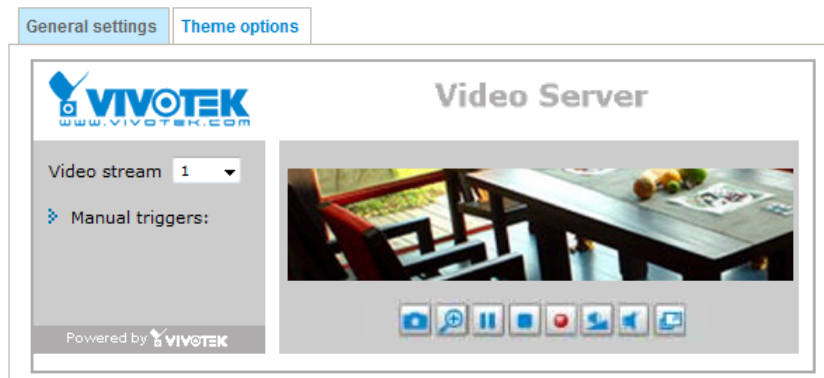 General settings
Theme options
VIVOTEK
www.vivotek.com
Video Server
Video stream 1
Manual triggers:
Powered by VIVOTEK